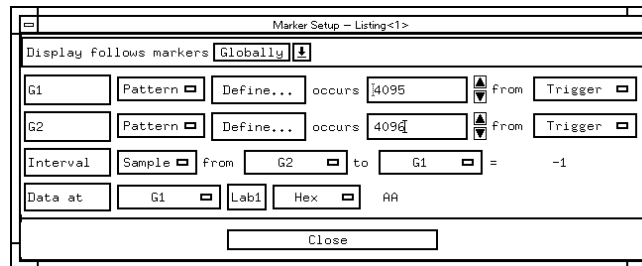 Marker Setup – Listing<1>
Display follows markers Globally
G1 Pattern Define... occurs 4095 from Trigger
G2 Pattern Define... occurs 4096 from Trigger
Interval Sample from G2 to G1 = -1
Data at G1 Lab1 Hex AA
Close